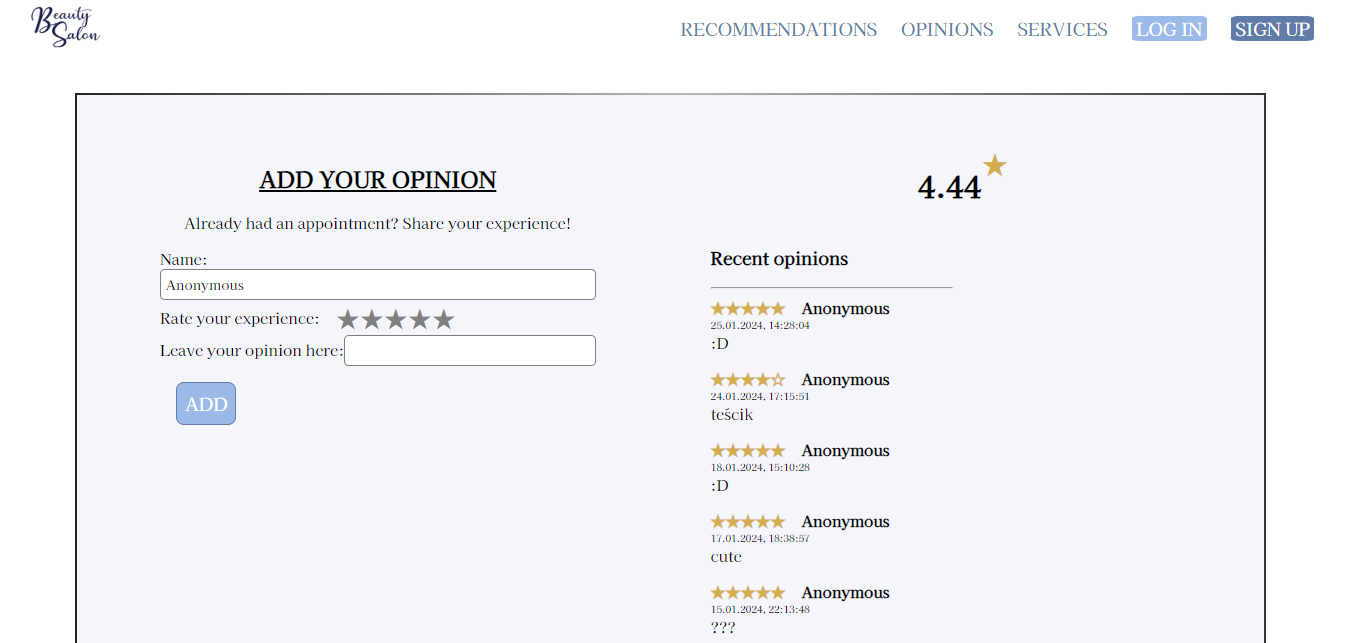 Beauty
Salon
RECOMMENDATIONS OPINIONS SERVICES LOG IN SIGN UP
ADD YOUR OPINION
Already had an appointment? Share your experience!
Name:
Anonymous
Rate your experience: ★★★★★
Leave your opinion here:
ADD
4.44★
Recent opinions
★★★★★ Anonymous
25.01.2024, 14:28:04
:D
★★★★☆ Anonymous
24.01.2024, 17:15:51
teścik
★★★★★ Anonymous
18.01.2024, 15:10:28
:D
★★★★★ Anonymous
17.01.2024, 18:38:57
cute
★★★★★ Anonymous
15.01.2024, 22:13:48
???